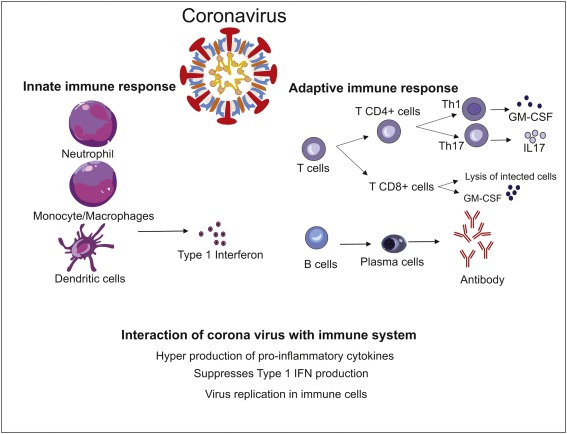 Coronavirus
Innate immune response
Neutrophil
Monocyte/Macrophages
Dendritic cells
Type 1 Interferon
Adaptive immune response
T cells
T CD4+ cells
Th1
GM-CSF
Th17
IL17
T CD8+ cells
Lysis of intected cells
GM-CSF
B cells
Plasma cells
Antibody
Interaction of corona virus with immune system
Hyper production of pro-inflammatory cytokines
Suppresses Type 1 IFN production
Virus replication in immune cells